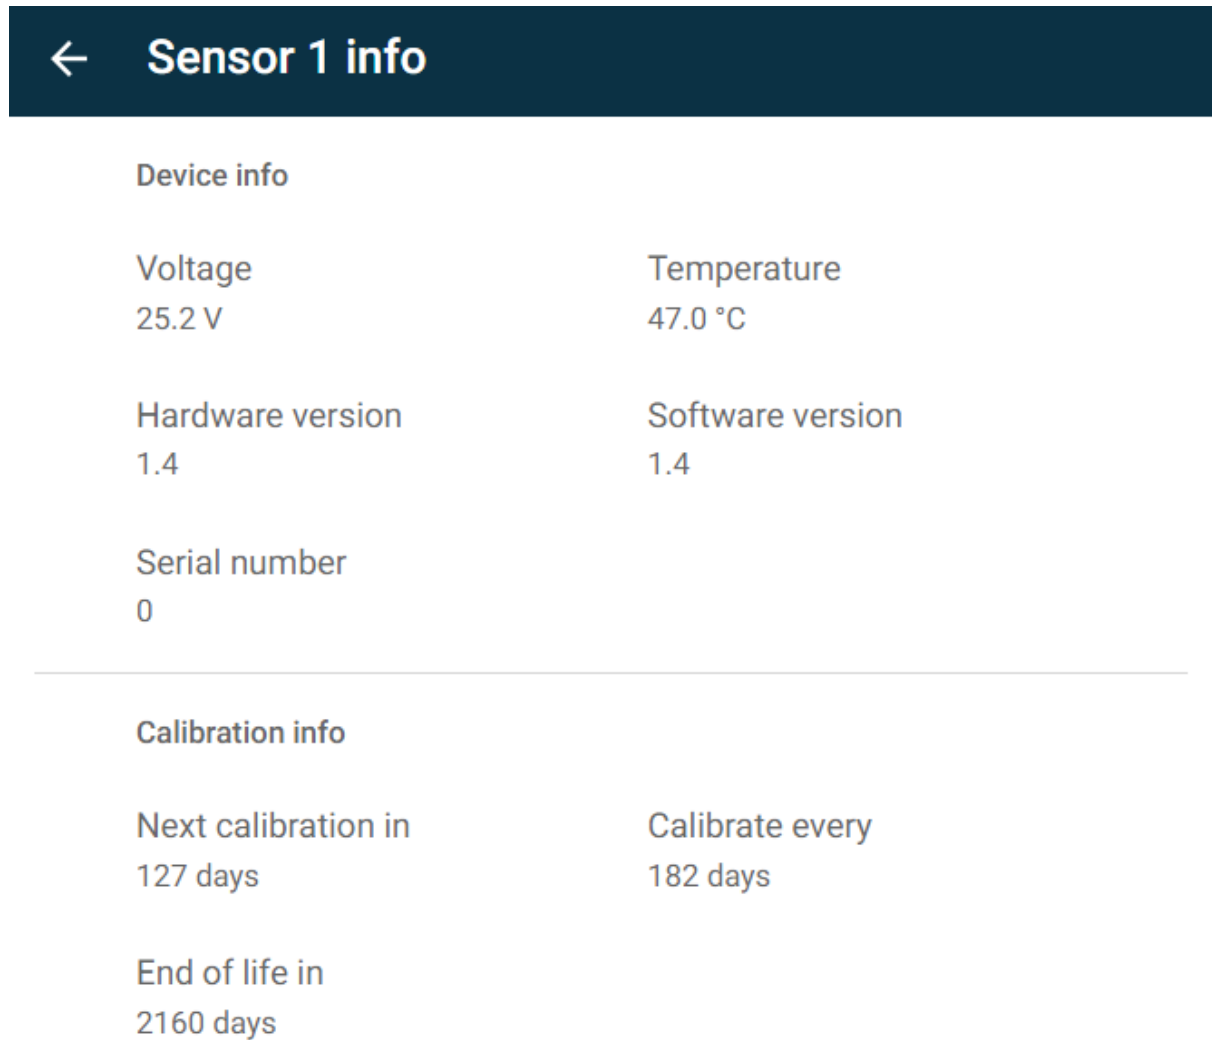 Sensor 1 info
Device info
Voltage
25.2 V
Temperature
47.0 °C
Hardware version
1.4
Software version
1.4
Serial number
0
Calibration info
Next calibration in
127 days
Calibrate every
182 days
End of life in
2160 days